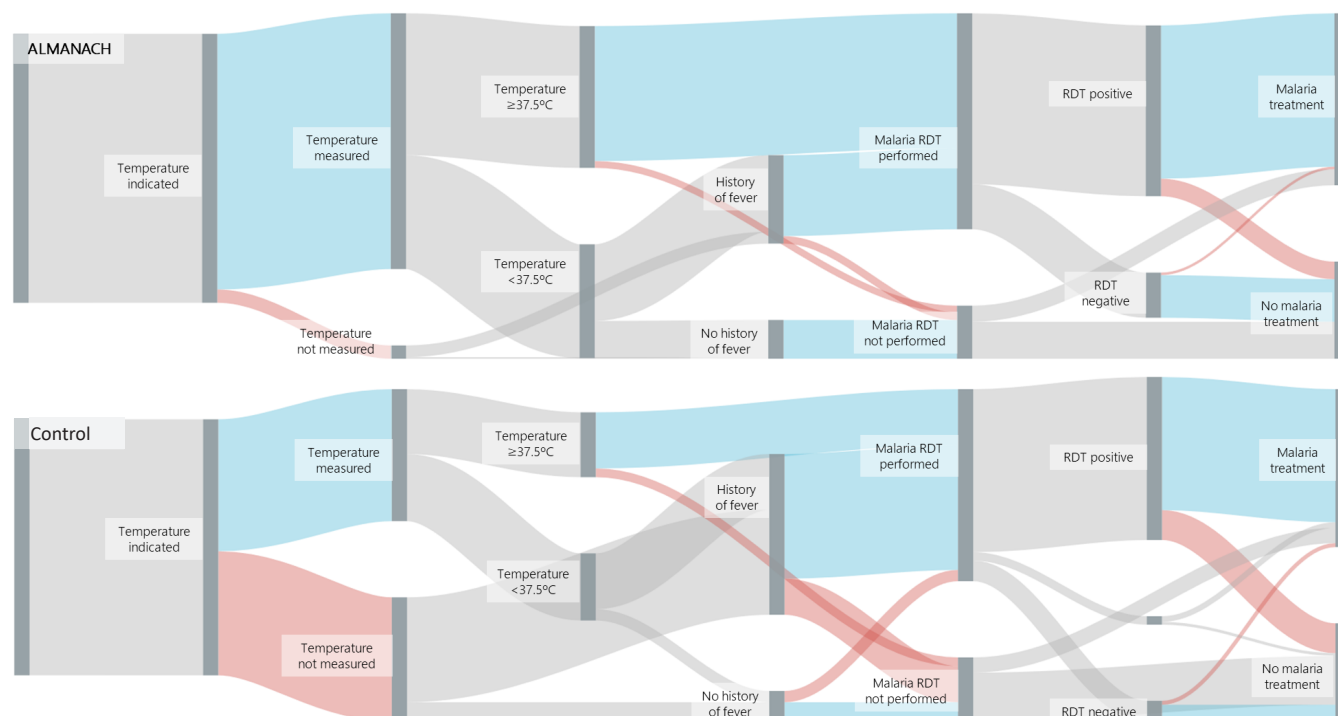 ALMANACH
Temperature
indicated
Temperature
measured
Temperature
not measured
Temperature
≥37.5ºC
Temperature
<37.5ºC
History
of fever
No history
of fever
Malaria RDT
performed
Malaria RDT
not performed
RDT positive
RDT
negative
Malaria
treatment
No malaria
treatment
Control
Temperature
indicated
Temperature
measured
Temperature
not measured
Temperature
≥37.5ºC
Temperature
<37.5ºC
History
of fever
No history
of fever
Malaria RDT
performed
Malaria RDT
not performed
RDT positive
RDT negative
Malaria
treatment
No malaria
treatment